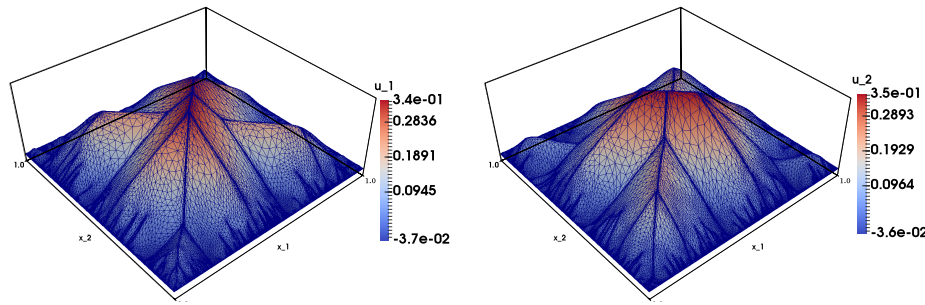 u_1
3.4e-01
0.2836
0.1891
0.0945
-3.7e-02
1.0
1.0
x_2
x_1
u_2
3.5e-01
0.2893
0.1929
0.0964
-3.6e-02
1.0
1.0
x_2
x_1